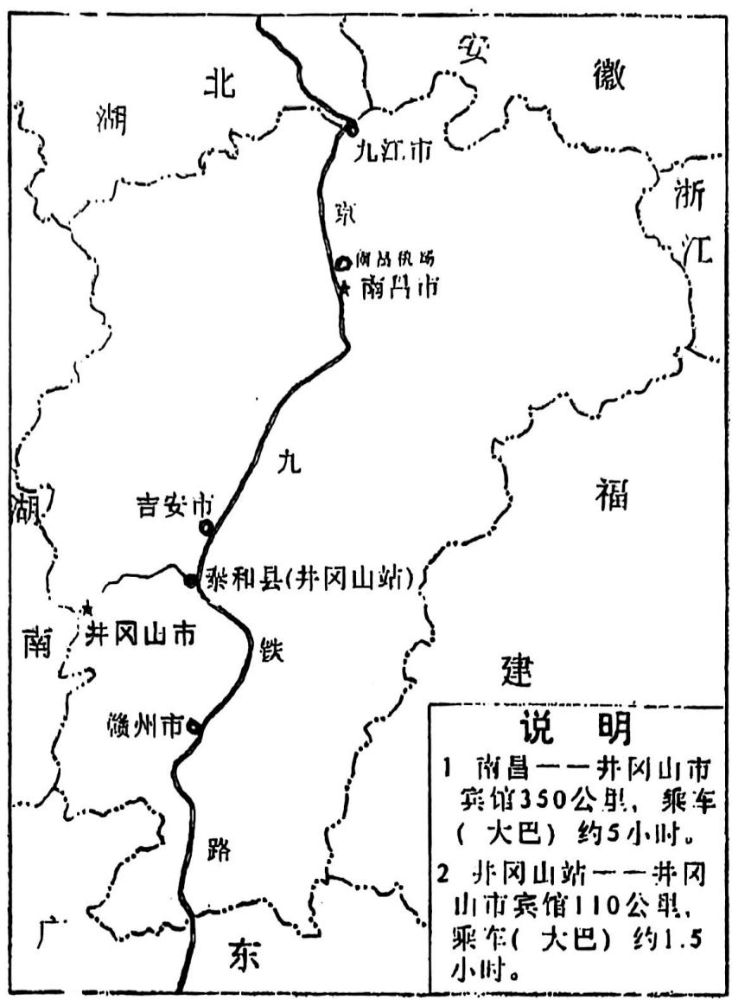 安
徽
北
湖
九江市
浙
江
京
南昌机场
南昌市
九
福
吉安市
湖
泰和县(井冈山站)
南
井冈山市
铁
建
赣州市
说 明
1 南昌一一井冈山市
宾馆350公里, 乘车
( 大巴) 约5小时。
路
2 井冈山站一一井冈
山市宾馆110公里,
乘车( 大巴) 约1.5
小时。
广
东